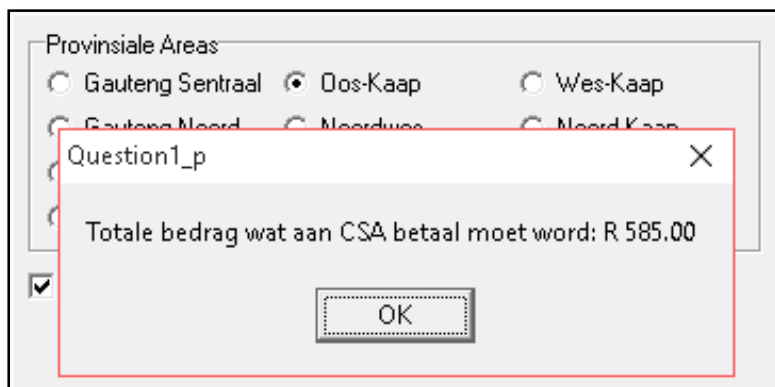 Provinsiale Areas
Gauteng Sentraal Oos-Kaap Wes-Kaap
Question1_p
Totale bedrag wat aan CSA betaal moet word: R 585.00
OK